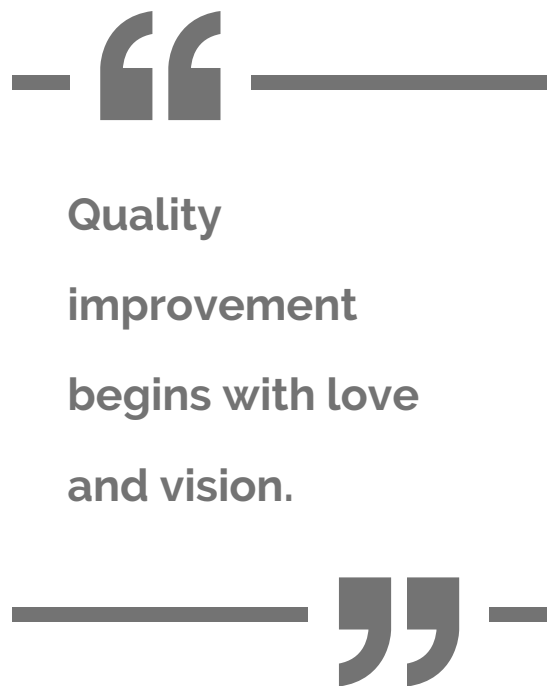 “
Quality
improvement
begins with love
and vision.
”